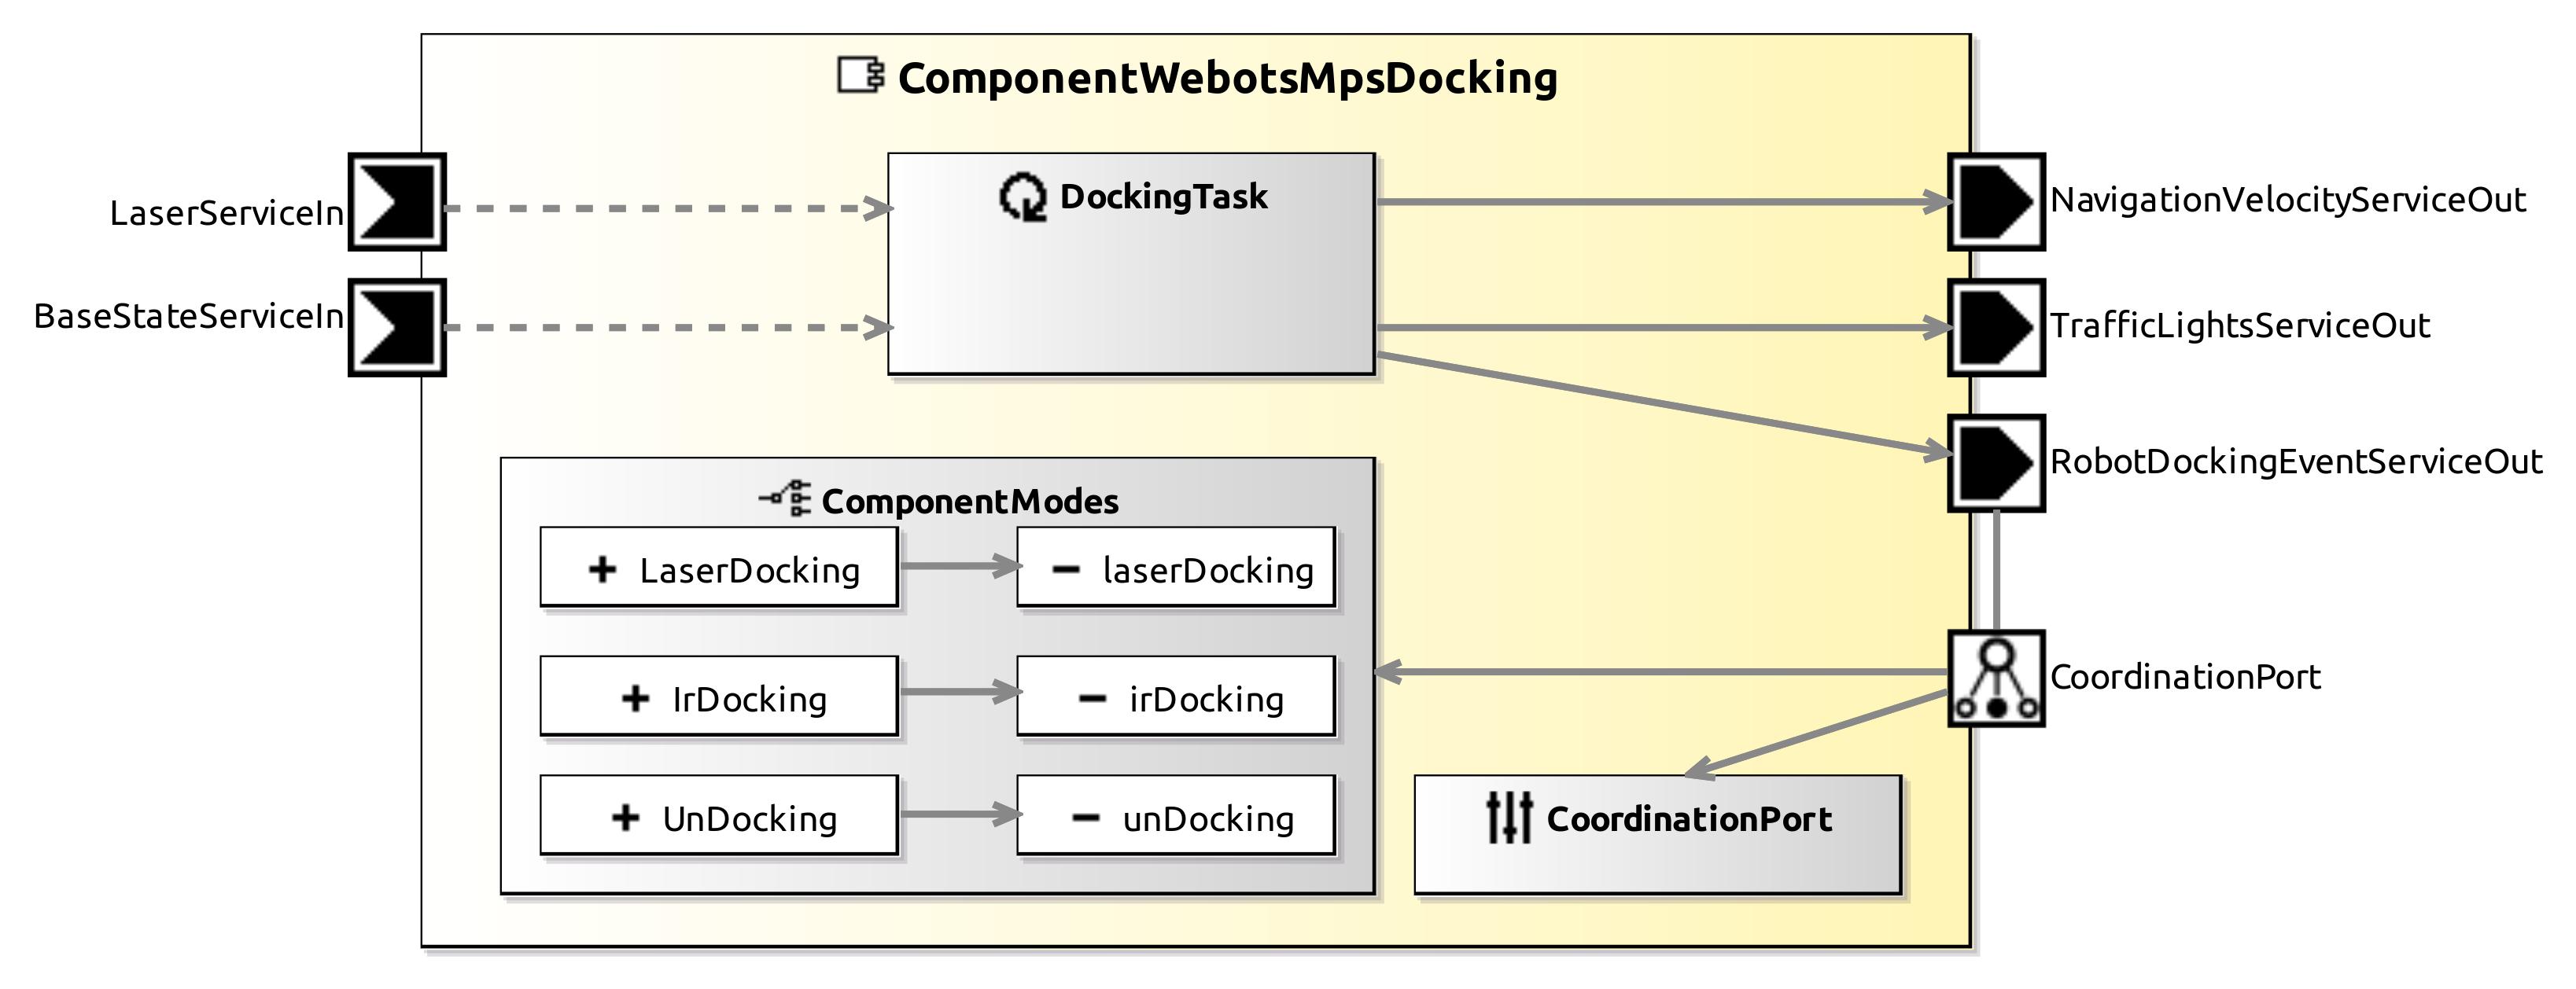 ComponentWebotsMpsDocking
LaserServiceIn
BaseStateServiceIn
DockingTask
NavigationVelocityServiceOut
TrafficLightsServiceOut
RobotDockingEventServiceOut
ComponentModes
LaserDocking
laserDocking
IrDocking
irDocking
UnDocking
unDocking
CoordinationPort
CoordinationPort